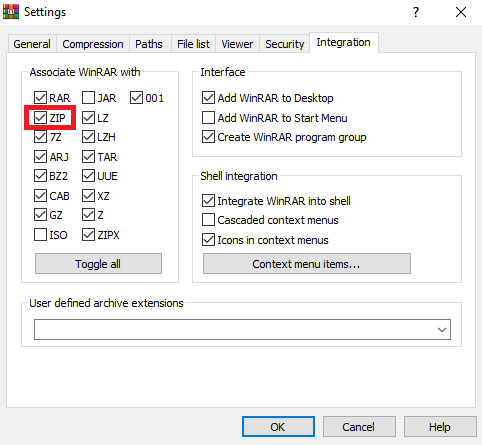 Settings
General Compression Paths File list Viewer Security Integration
Associate WinRAR with
RAR JAR 001
ZIP LZ
7Z LZH
ARJ TAR
BZ2 UUE
CAB XZ
GZ Z
ISO ZIPX
Toggle all
Interface
Add WinRAR to Desktop
Add WinRAR to Start Menu
Create WinRAR program group
Shell integration
Integrate WinRAR into shell
Cascaded context menus
Icons in context menus
Context menu items...
User defined archive extensions
OK Cancel Help